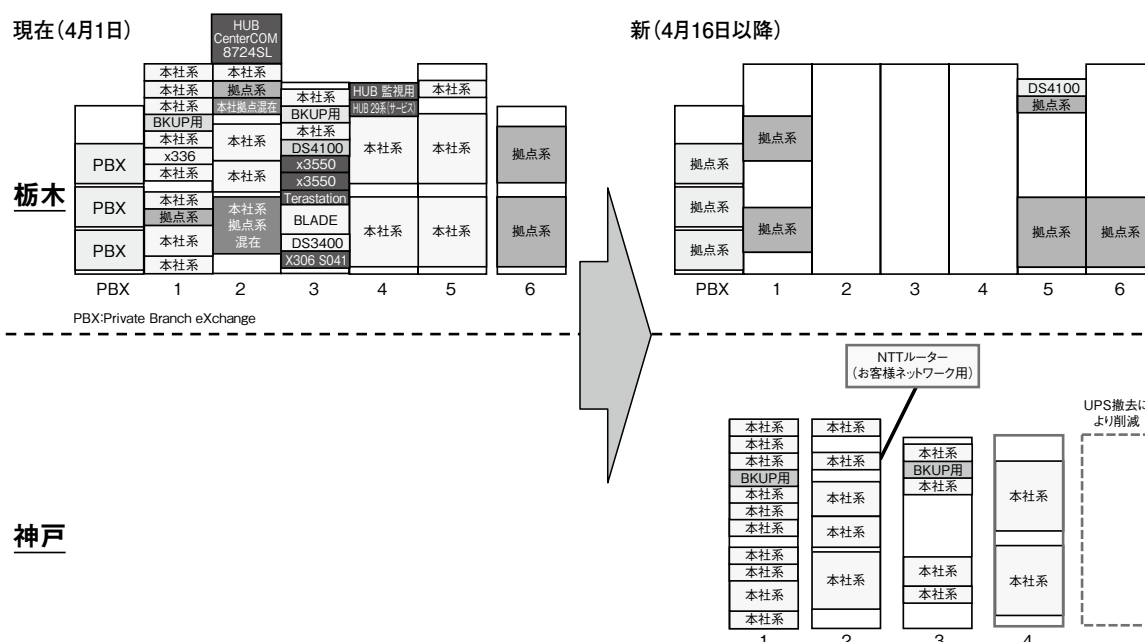 現在(4月1日)
HUB
CenterCOM
8724SL
本社系
本社系
本社系
BKUP用
本社系
x336
本社系
本社系
拠点系
本社系
本社系
本社系
拠点系
本社拠点混在
本社系
本社系
本社系
拠点系
混在
本社系
BKUP用
本社系
DS4100
x3550
x3550
Terastation
BLADE
DS3400
X306 S041
HUB 監視用
HUB 29系(サービス)
本社系
本社系
本社系
本社系
本社系
拠点系
拠点系
PBX
PBX
PBX
栃木
PBX
1
2
3
4
5
6
PBX:Private Branch eXchange
新(4月16日以降)
拠点系
拠点系
拠点系
拠点系
拠点系
DS4100
拠点系
拠点系
拠点系
PBX
1
2
3
4
5
6
神戸
NTTルーター
(お客様ネットワーク用)
UPS撤去に
より削減
本社系
本社系
本社系
BKUP用
本社系
本社系
本社系
本社系
本社系
本社系
本社系
本社系
本社系
本社系
本社系
本社系
本社系
BKUP用
本社系
本社系
本社系
本社系
本社系
1
2
3
4